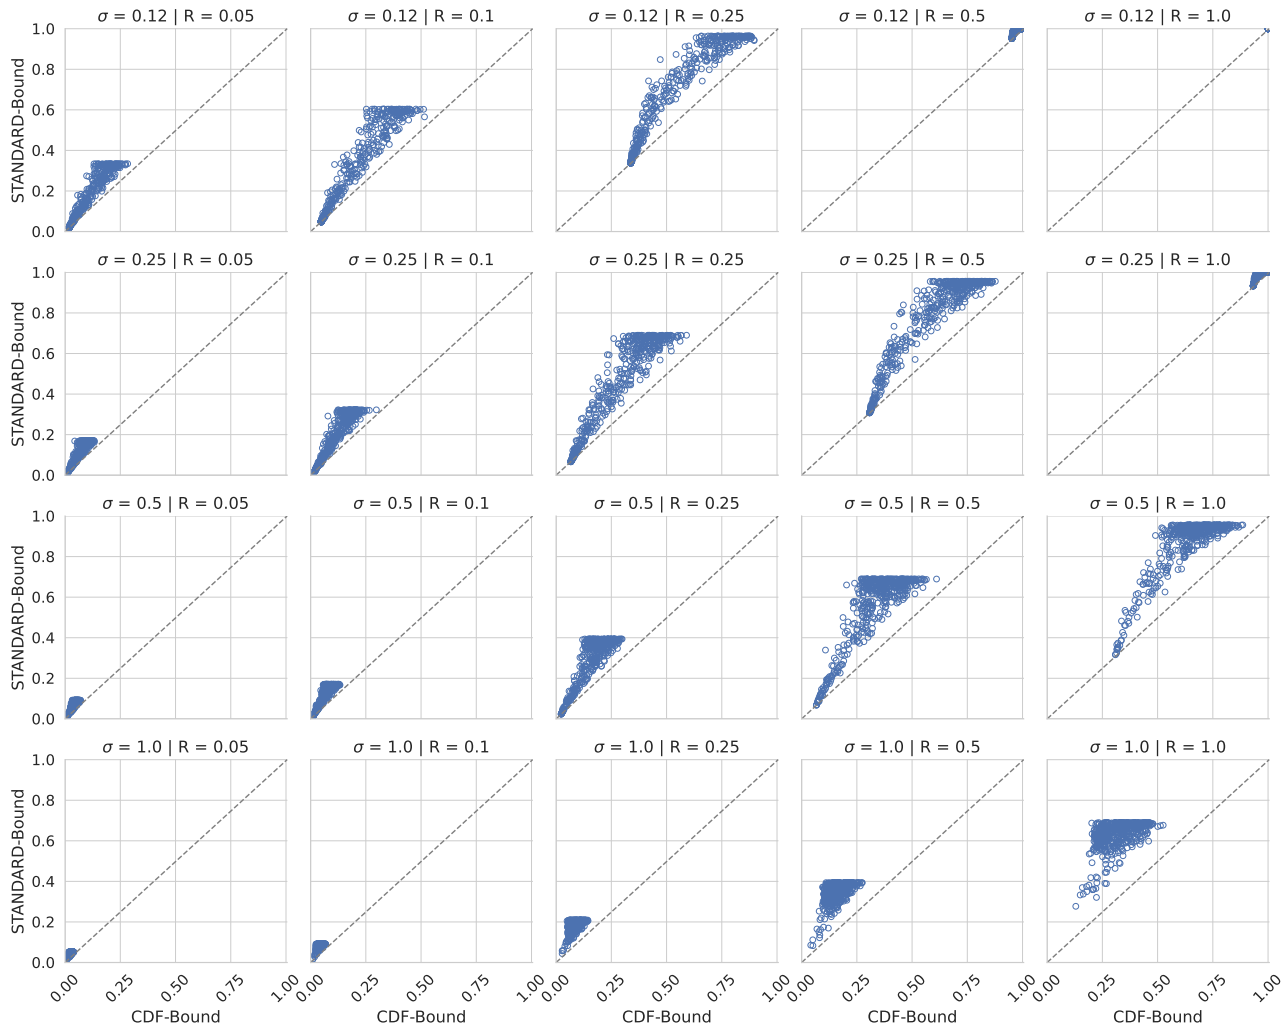 σ = 0.12 | R = 0.05
σ = 0.12 | R = 0.1
σ = 0.12 | R = 0.25
σ = 0.12 | R = 0.5
σ = 0.12 | R = 1.0
STANDARD-Bound
1.0
0.8
0.6
0.4
0.2
0.0
σ = 0.25 | R = 0.05
σ = 0.25 | R = 0.1
σ = 0.25 | R = 0.25
σ = 0.25 | R = 0.5
σ = 0.25 | R = 1.0
STANDARD-Bound
1.0
0.8
0.6
0.4
0.2
0.0
σ = 0.5 | R = 0.05
σ = 0.5 | R = 0.1
σ = 0.5 | R = 0.25
σ = 0.5 | R = 0.5
σ = 0.5 | R = 1.0
STANDARD-Bound
1.0
0.8
0.6
0.4
0.2
0.0
σ = 1.0 | R = 0.05
σ = 1.0 | R = 0.1
σ = 1.0 | R = 0.25
σ = 1.0 | R = 0.5
σ = 1.0 | R = 1.0
STANDARD-Bound
1.0
0.8
0.6
0.4
0.2
0.0
0.00 0.25 0.50 0.75 1.00
0.00 0.25 0.50 0.75 1.00
0.00 0.25 0.50 0.75 1.00
0.00 0.25 0.50 0.75 1.00
0.00 0.25 0.50 0.75 1.00
CDF-Bound
CDF-Bound
CDF-Bound
CDF-Bound
CDF-Bound